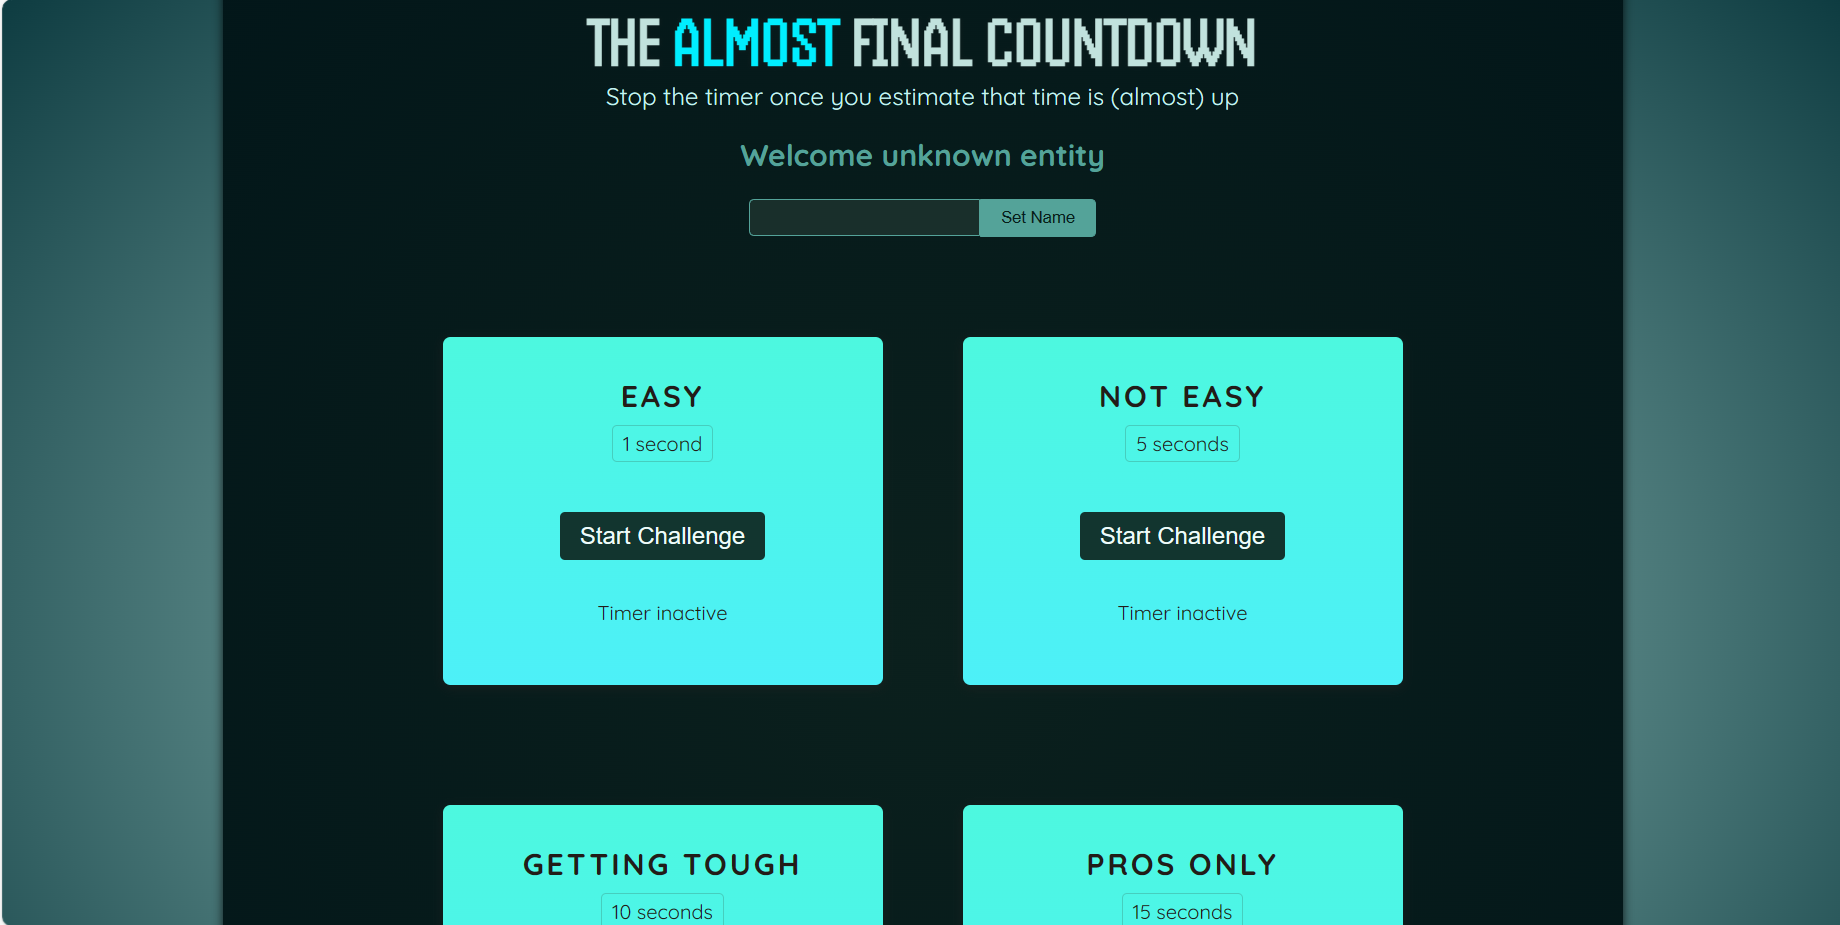 THE ALMOST FINAL COUNTDOWN
Stop the timer once you estimate that time is (almost) up
Welcome unknown entity
Set Name
EASY
1 second
Start Challenge
Timer inactive
NOT EASY
5 seconds
Start Challenge
Timer inactive
GETTING TOUGH
10 seconds
PROS ONLY
15 seconds